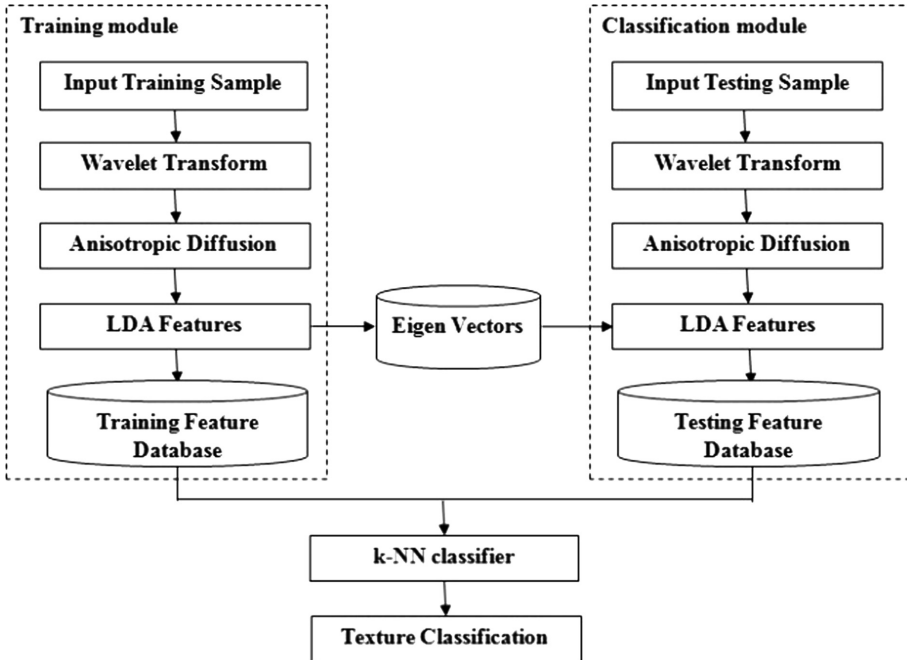 Training module
Input Training Sample
Wavelet Transform
Anisotropic Diffusion
LDA Features
Training Feature
Database
Eigen Vectors
Classification module
Input Testing Sample
Wavelet Transform
Anisotropic Diffusion
LDA Features
Testing Feature
Database
k-NN classifier
Texture Classification